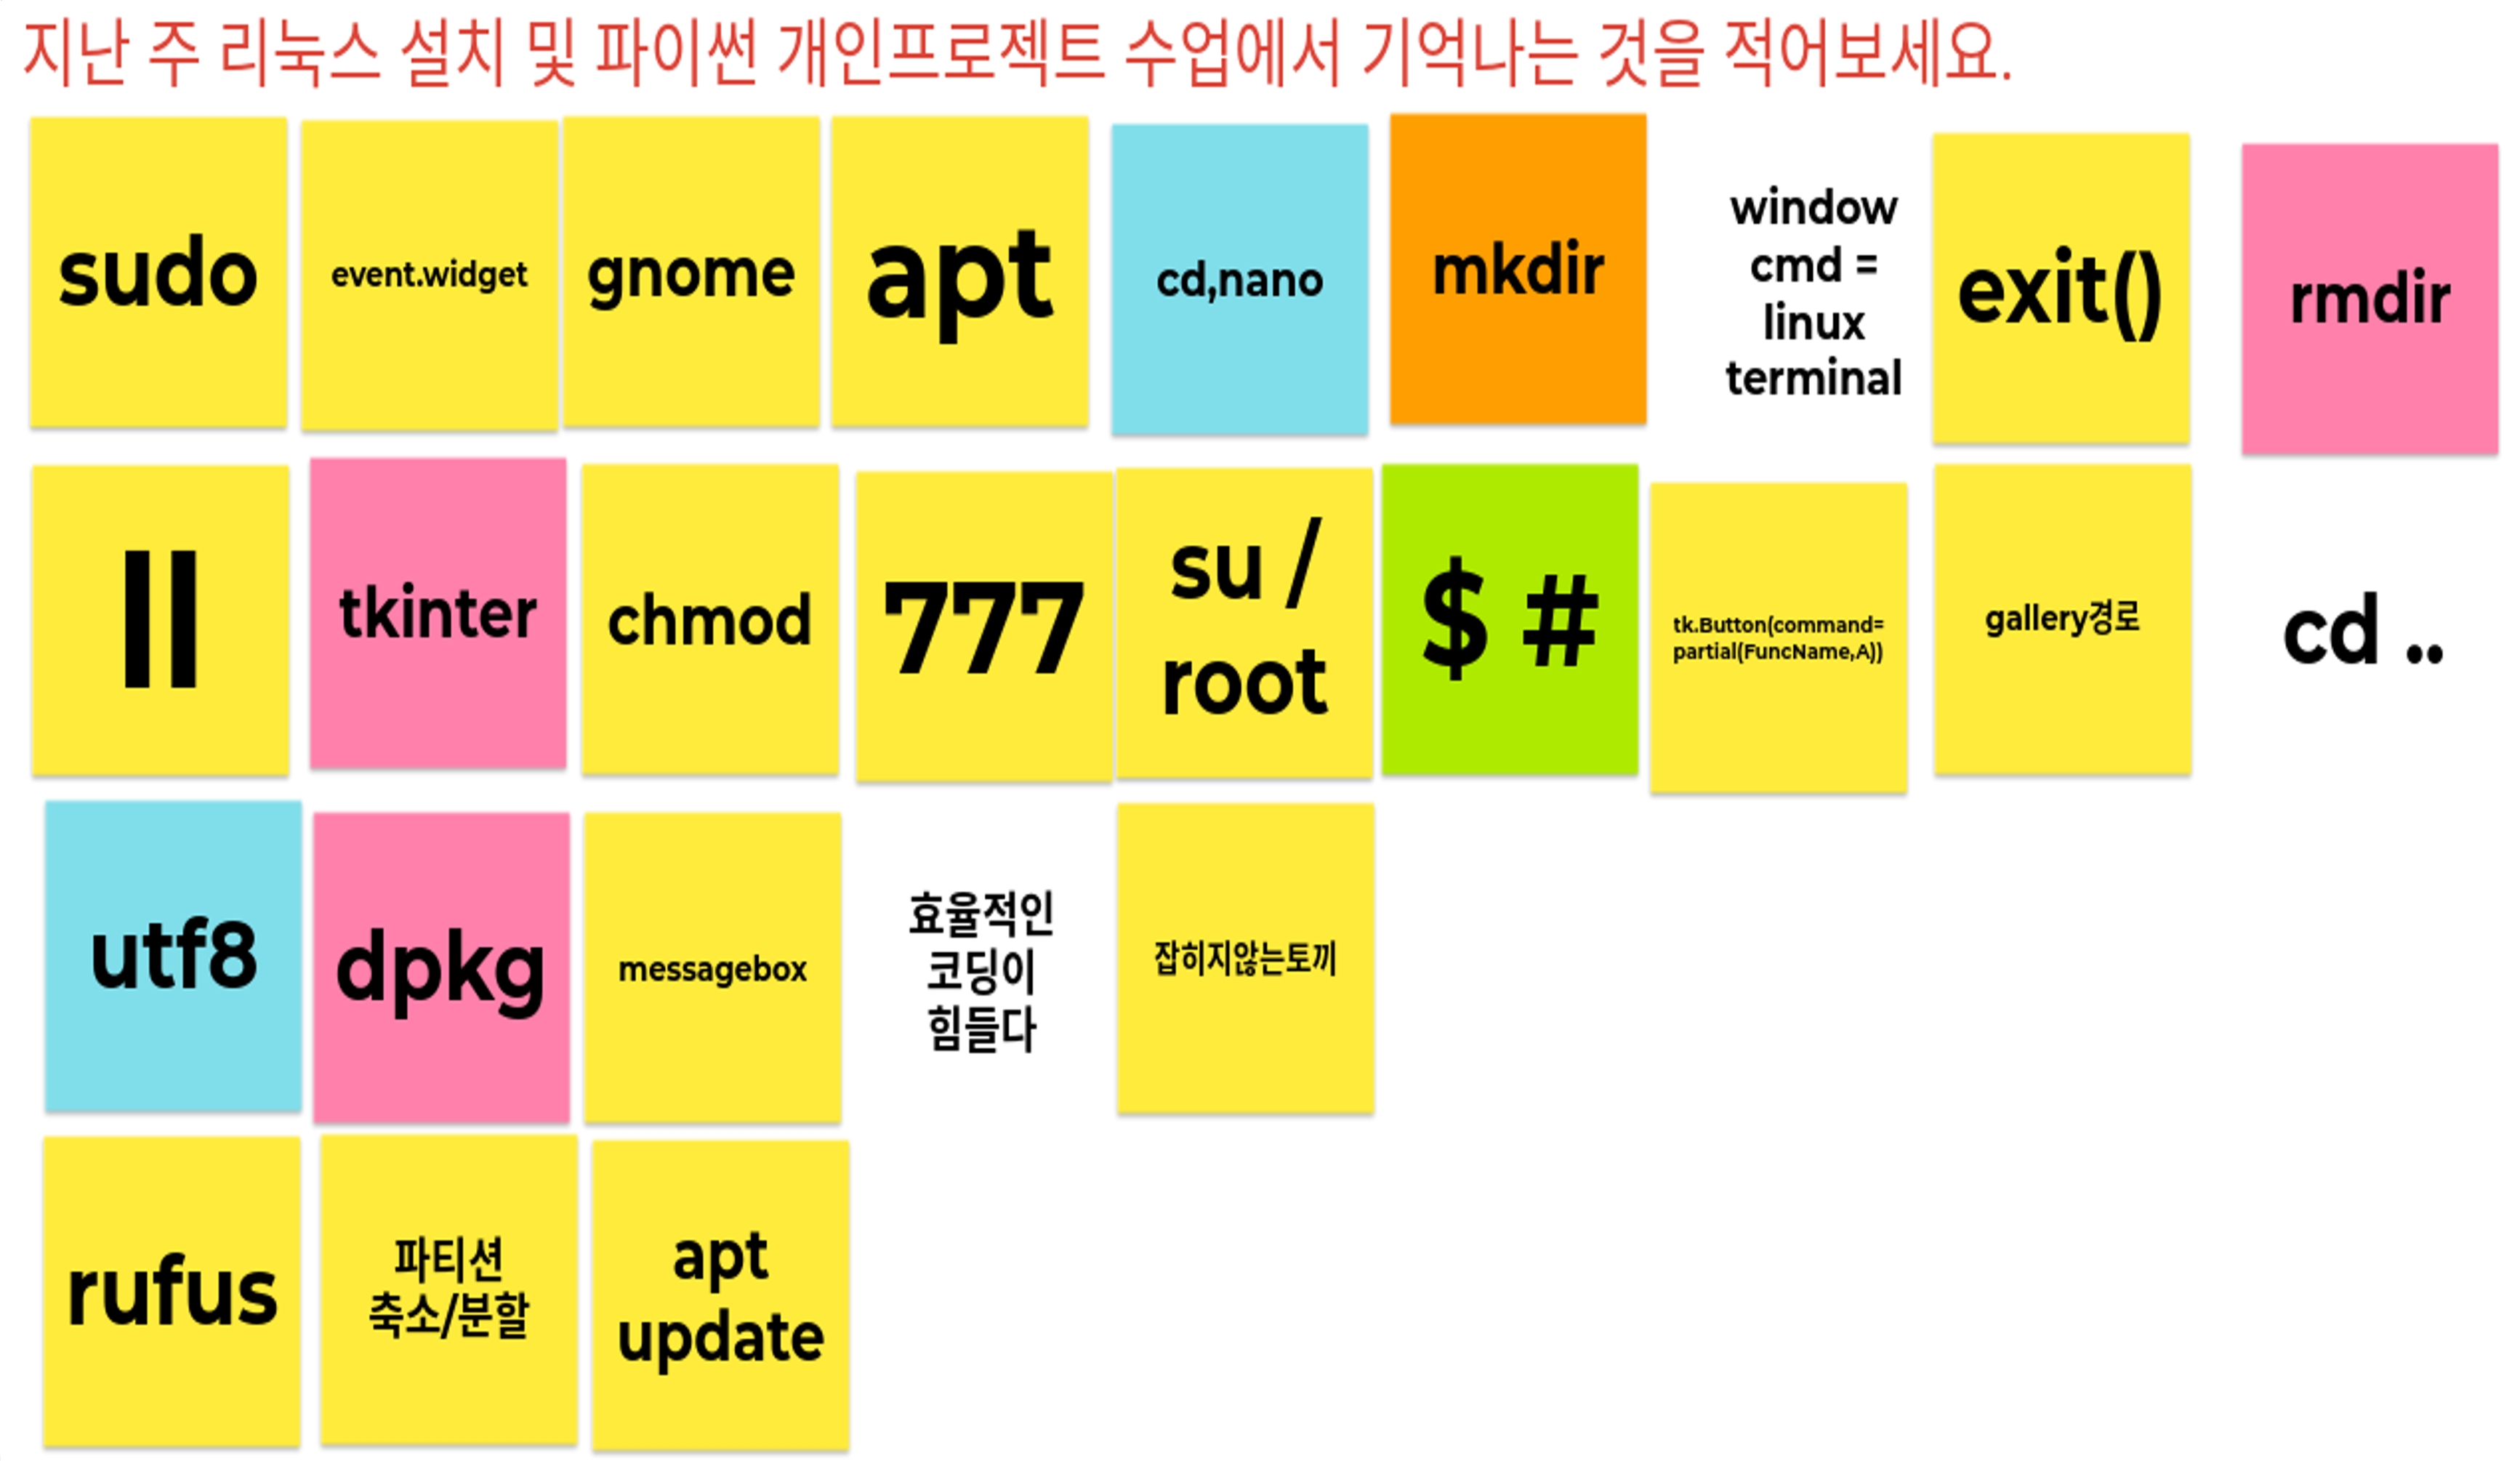 지난 주 리눅스 설치 및 파이썬 개인프로젝트 수업에서 기억나는 것을 적어보세요.
sudo
event.widget
gnome
apt
cd,nano
mkdir
window
cmd =
linux
terminal
exit()
rmdir
ll
tkinter
chmod
777
su /
root
$ #
tk.Button(command=
partial(FuncName,A))
gallery경로
cd ..
utf8
dpkg
messagebox
효율적인
코딩이
힘들다
잡히지않는토끼
rufus
파티션
축소/분할
apt
update